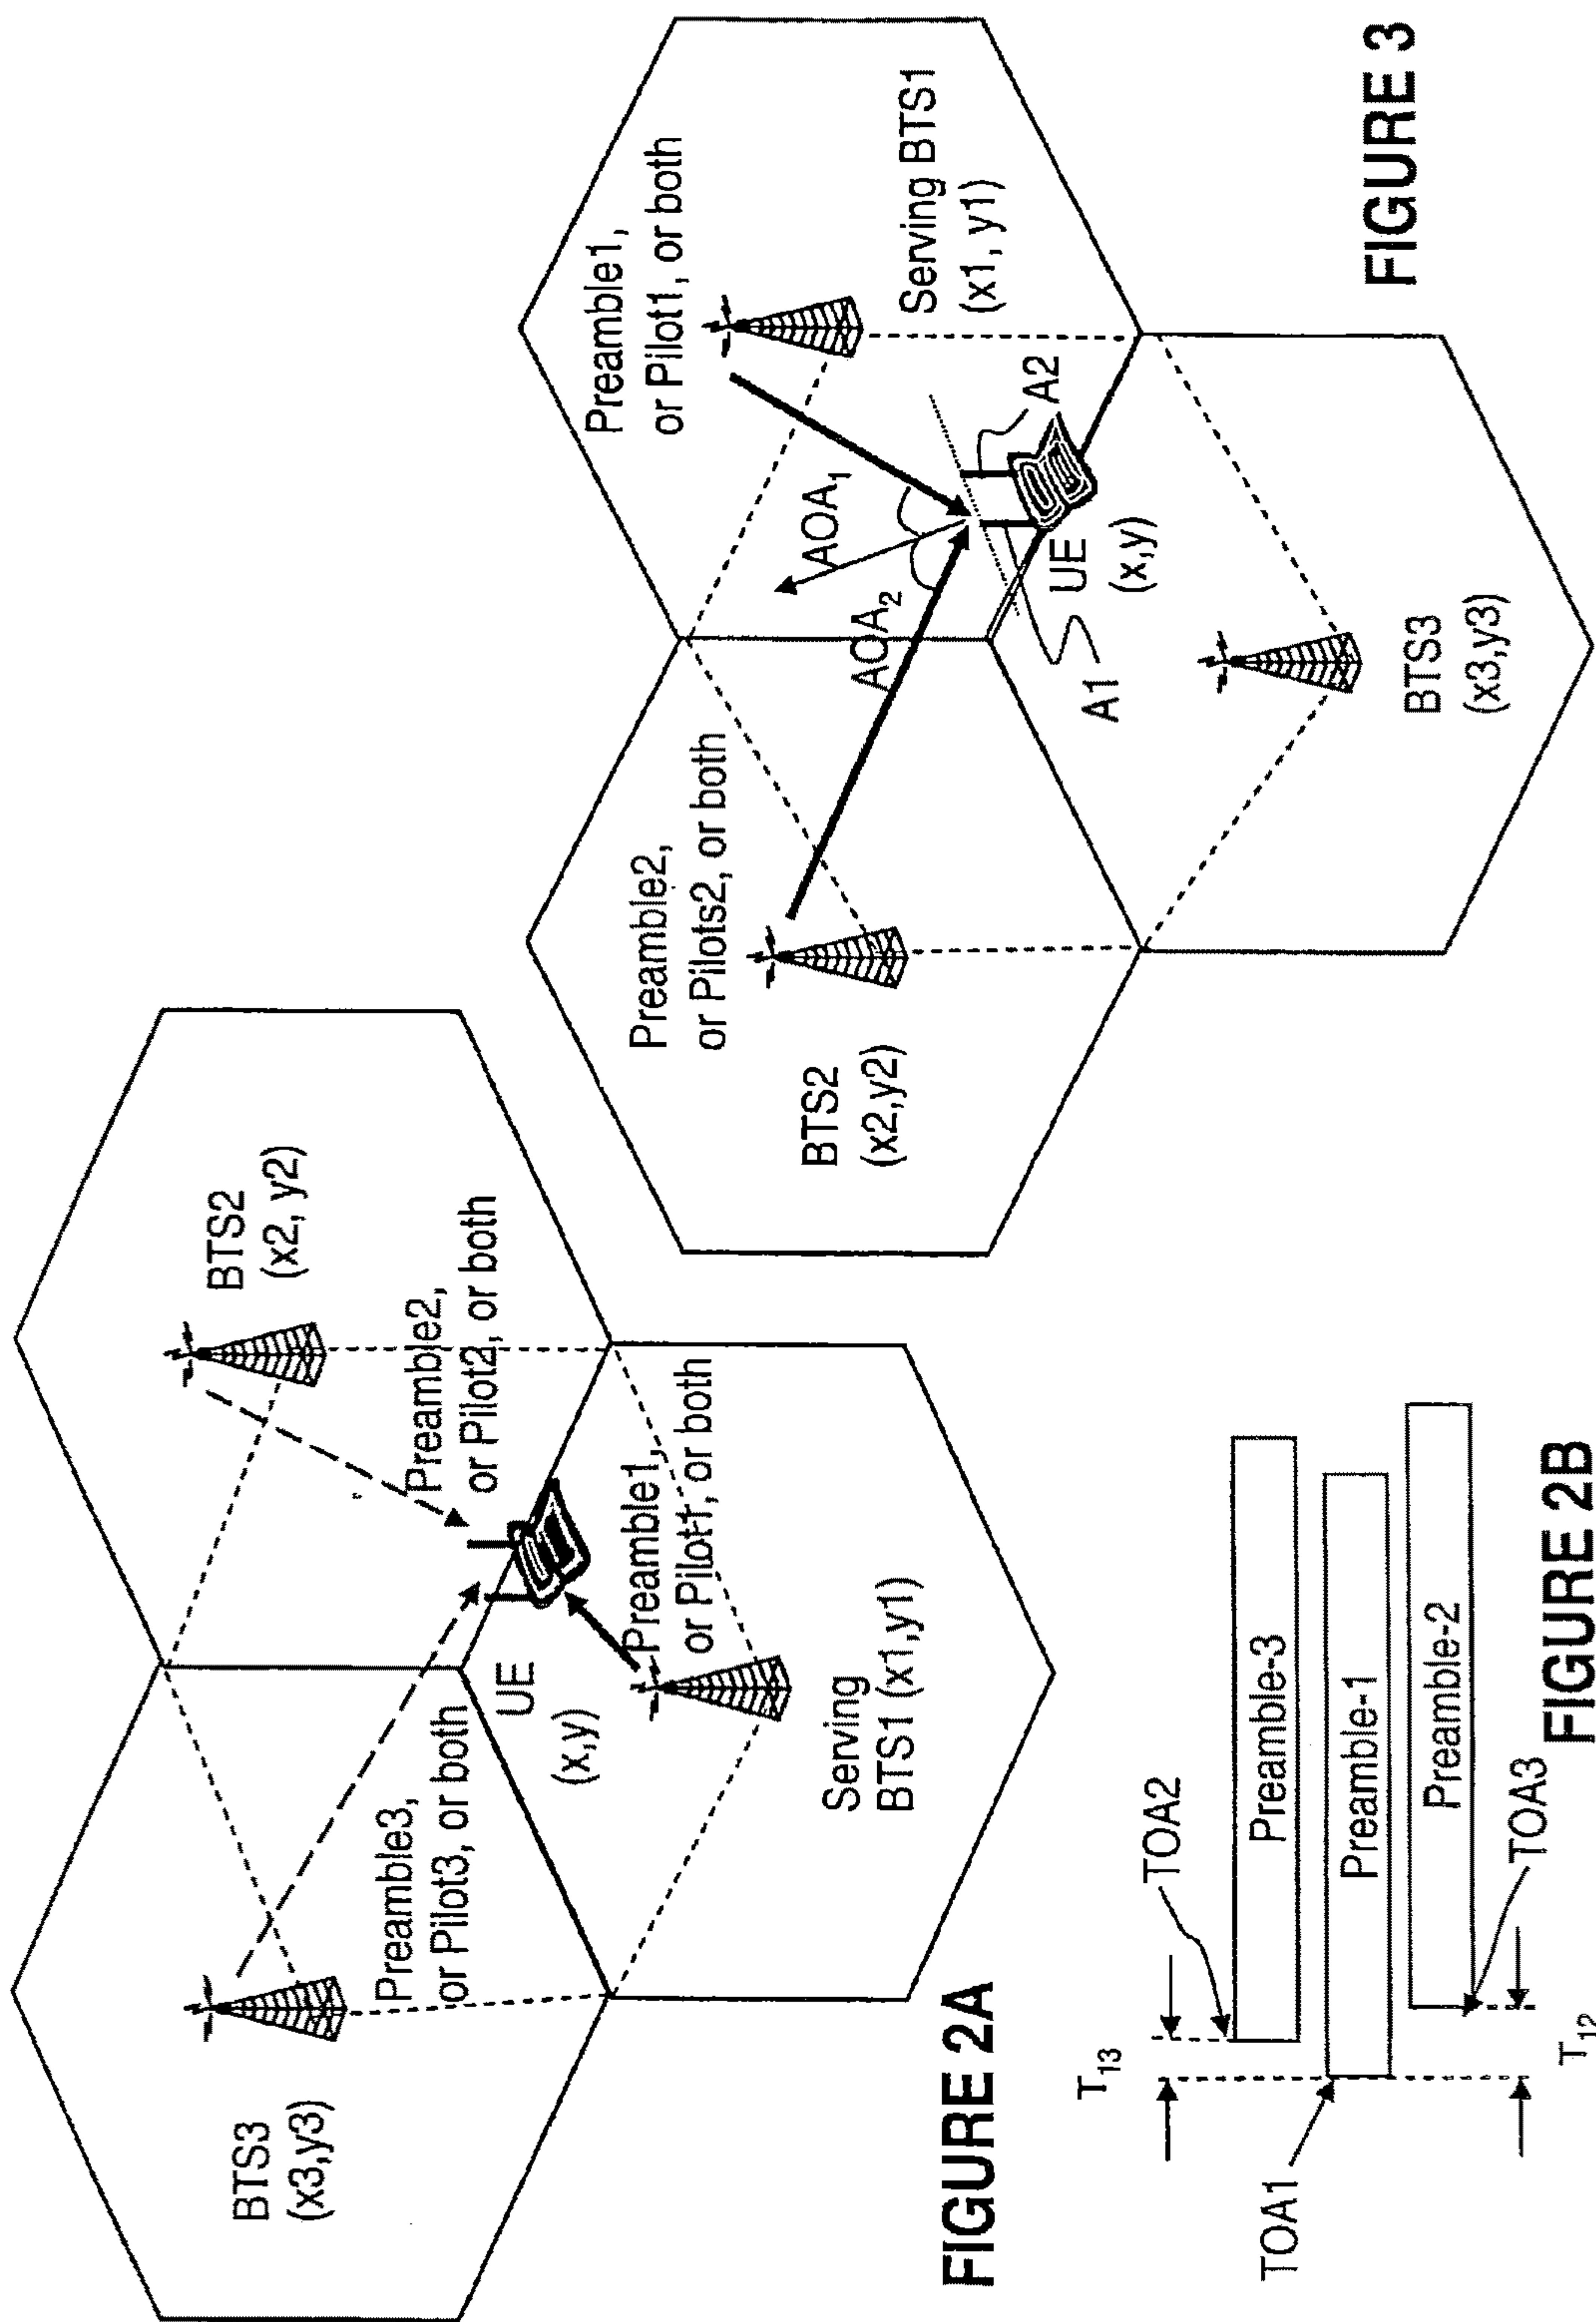 BTS3
(x3,y3)
BTS2
(x2, y2)
Preamble3,
or Pilot3, or both
Preamble2,
or Pilot2, or both
UE
(x,y)
Preamble1,
or Pilot1, or both
Serving
BTS1 (x1,y1)
FIGURE 2A
T13
TOA2
Preamble-3
TOA1
Preamble-1
Preamble-2
TOA3
T12
FIGURE 2B
Preamble2,
or Pilots2, or both
Preamble1,
or Pilot1, or both
BTS2
(x2,y2)
AOA2
AOA1
Serving BTS1
(x1, y1)
A1
A2
UE
(x,y)
BTS3
(x3,y3)
FIGURE 3